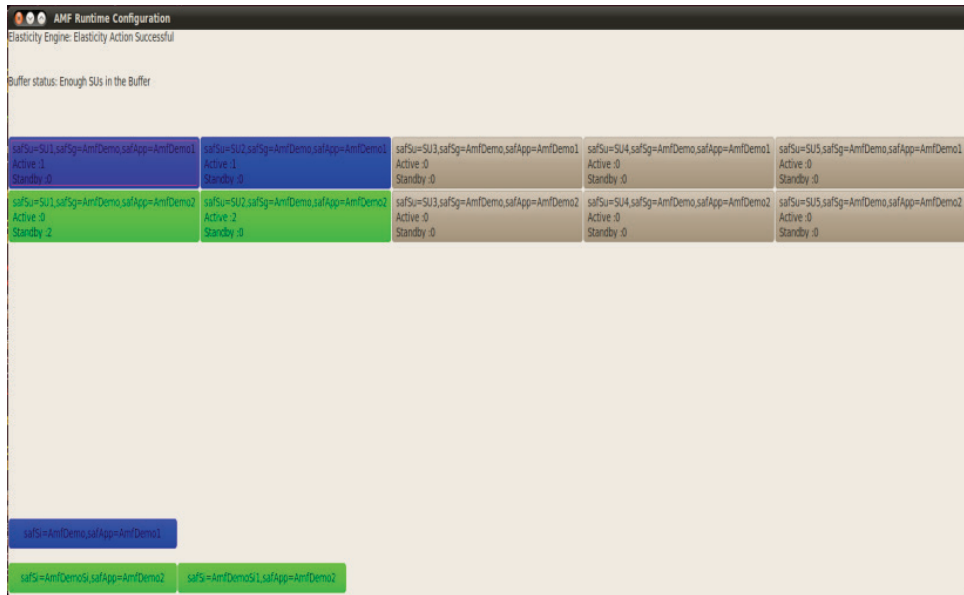 AMF Runtime Configuration
Elasticity Engine: Elasticity Action Successful
Buffer status: Enough SUs in the Buffer
safSu=SU1,safSg=AmfDemo,safApp=AmfDemo1
Active :1
Standby :0
safSu=SU2,safSg=AmfDemo,safApp=AmfDemo1
Active :1
Standby :0
safSu=SU3,safSg=AmfDemo,safApp=AmfDemo1
Active :0
Standby :0
safSu=SU4,safSg=AmfDemo,safApp=AmfDemo1
Active :0
Standby :0
safSu=SU5,safSg=AmfDemo,safApp=AmfDemo1
Active :0
Standby :0
safSu=SU1,safSg=AmfDemo,safApp=AmfDemo2
Active :0
Standby :2
safSu=SU2,safSg=AmfDemo,safApp=AmfDemo2
Active :2
Standby :0
safSu=SU3,safSg=AmfDemo,safApp=AmfDemo2
Active :0
Standby :0
safSu=SU4,safSg=AmfDemo,safApp=AmfDemo2
Active :0
Standby :0
safSu=SU5,safSg=AmfDemo,safApp=AmfDemo2
Active :0
Standby :0
safSi=AmfDemo,safApp=AmfDemo1
safSi=AmfDemoSi,safApp=AmfDemo2
safSi=AmfDemoSi1,safApp=AmfDemo2